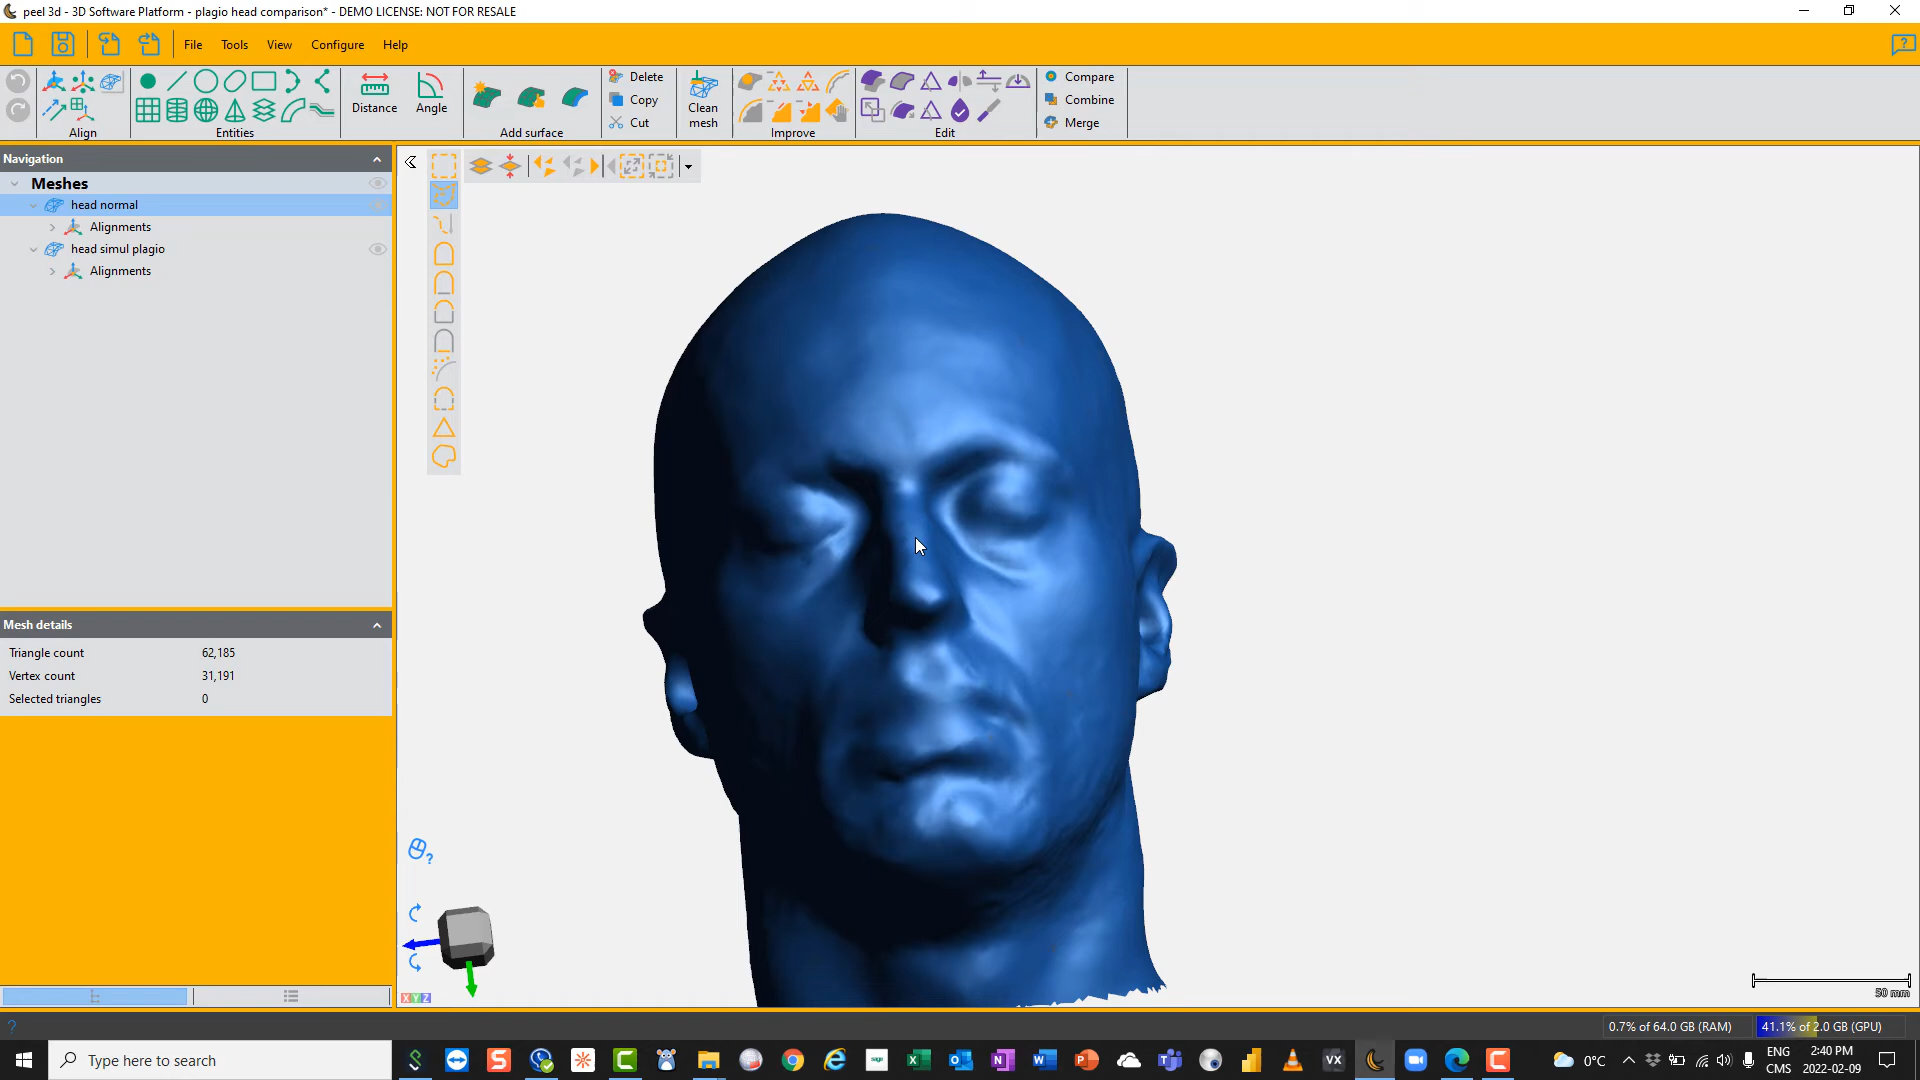 peel 3d - 3D Software Platform - plagio head comparison* - DEMO LICENSE: NOT FOR RESALE
File Tools View Configure Help
Align
Entities
Distance
Angle
Add surface
Delete
Copy
Cut
Clean mesh
Improve
Edit
Compare
Combine
Merge
Navigation
Meshes
head normal
Alignments
head simul plagio
Alignments
Mesh details
Triangle count 62,185
Vertex count 31,191
Selected triangles 0
XYZ
50 mm
0.7% of 64.0 GB (RAM) 41.1% of 2.0 GB (GPU)
Type here to search
sage
VX
0°C
ENG
CMS
2:40 PM
2022-02-09